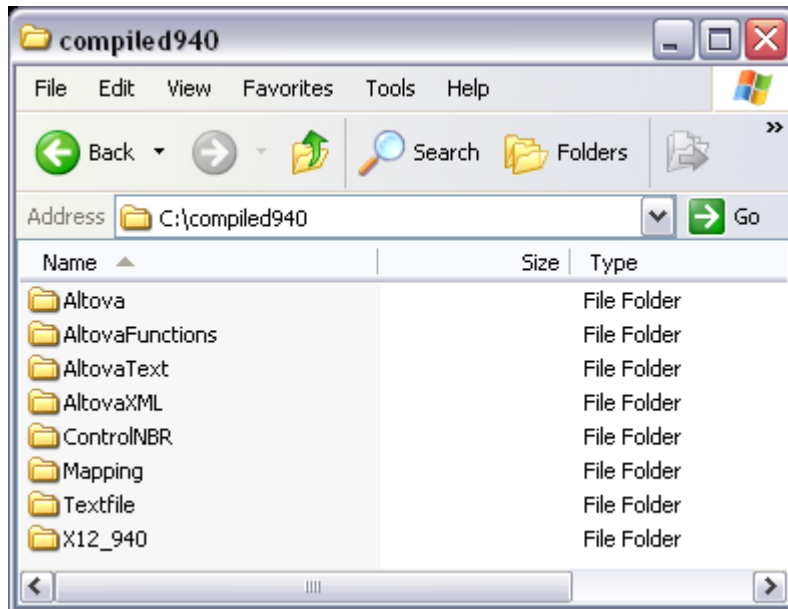 compiled940
File Edit View Favorites Tools Help
Back Search Folders »
Address C:\compiled940 Go
Name Size Type
Altova File Folder
AltovaFunctions File Folder
AltovaText File Folder
AltovaXML File Folder
ControlNBR File Folder
Mapping File Folder
Textfile File Folder
X12_940 File Folder